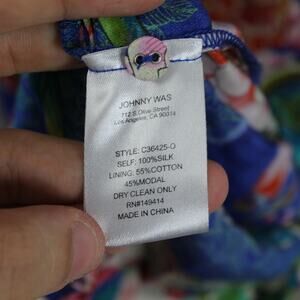 JOHNNY WAS
712 S. Olive Street
Los Angeles, CA 90014
STYLE: C36425-O
SELF: 100%SILK
LINING: 55%COTTON
45%MODAL
DRY CLEAN ONLY
RN#149414
MADE IN CHINA